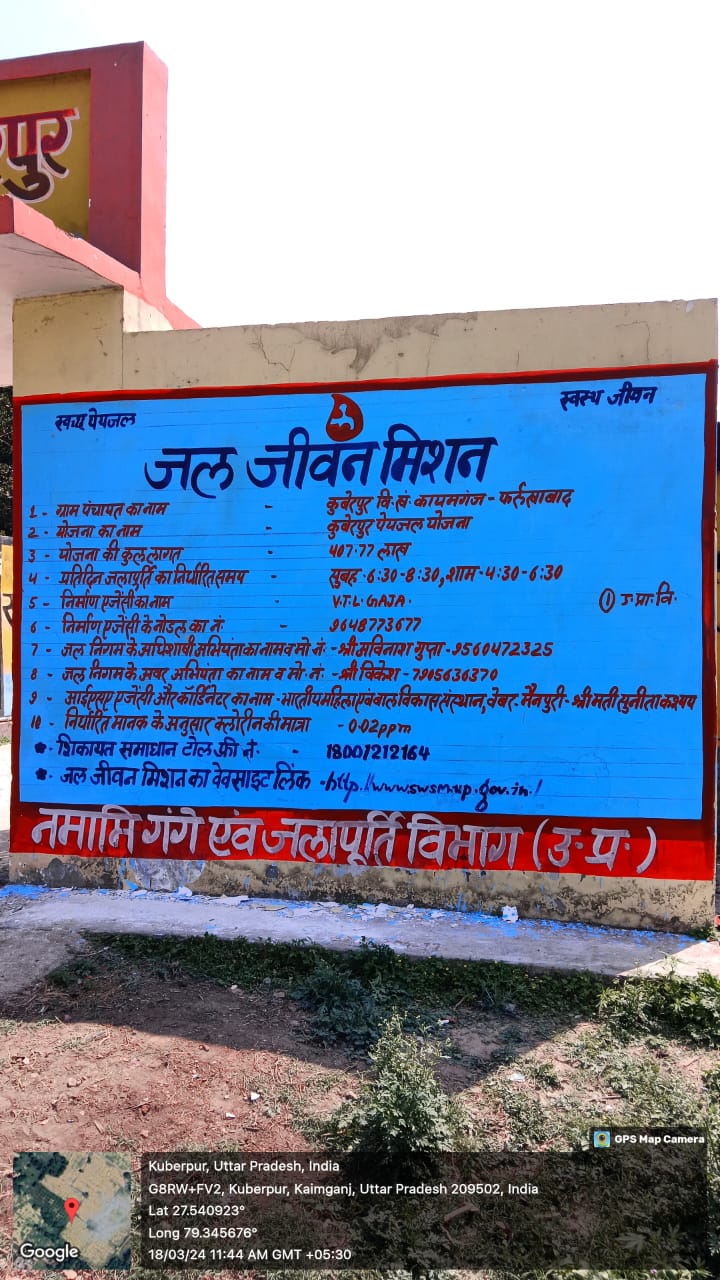 पुर
स्वच्छ पेयजल
स्वस्थ जीवन
जल जीवन मिशन
1 - ग्राम पंचायत का नाम - कुबेरपुर वि.खं. कायमगंज - फर्रुखाबाद
2 - योजना का नाम - कुबेरपुर पेयजल योजना
3 - योजना की कुल लागत - 407.77 लाख
4 - प्रतिदिन जलापूर्ति का निर्धारित समय - सुबह - 6:30-8:30, शाम - 4:30-6:30
5 - निर्माण एजेंसी का नाम - V.T.L. GAJA.
① उ.प्रा.वि.
6 - निर्माण एजेंसी के नोडल का नं. - 9648773677
7 - जल निगम के अधिशाषी अभियंता का नाम व मो. नं. - श्री अविनाश गुप्ता - 9560472325
8 - जल निगम के अवर अभियंता का नाम व मो. नं. - श्री विकेश - 7905636370
9 - आईएसए एजेंसी और कॉर्डिनेटर का नाम - भारतीय महिला एवं बाल विकास संस्थान, वेवर. मैनपुरी - श्रीमती सुनीता कश्यप
10 - निर्धारित मानक के अनुसार क्लोरीन की मात्रा - 0.02ppm
शिकायत समाधान टोल फ्री नं. - 18001212164
जल जीवन मिशन का वेबसाइट लिंक - http://www.swsm.up.gov.in/
नमामि गंगे एवं जलापूर्ति विभाग (उ.प्र.)
GPS Map Camera
Kuberpur, Uttar Pradesh, India
G8RW+FV2, Kuberpur, Kaimganj, Uttar Pradesh 209502, India
Lat 27.540923°
Long 79.345676°
18/03/24 11:44 AM GMT +05:30
Google